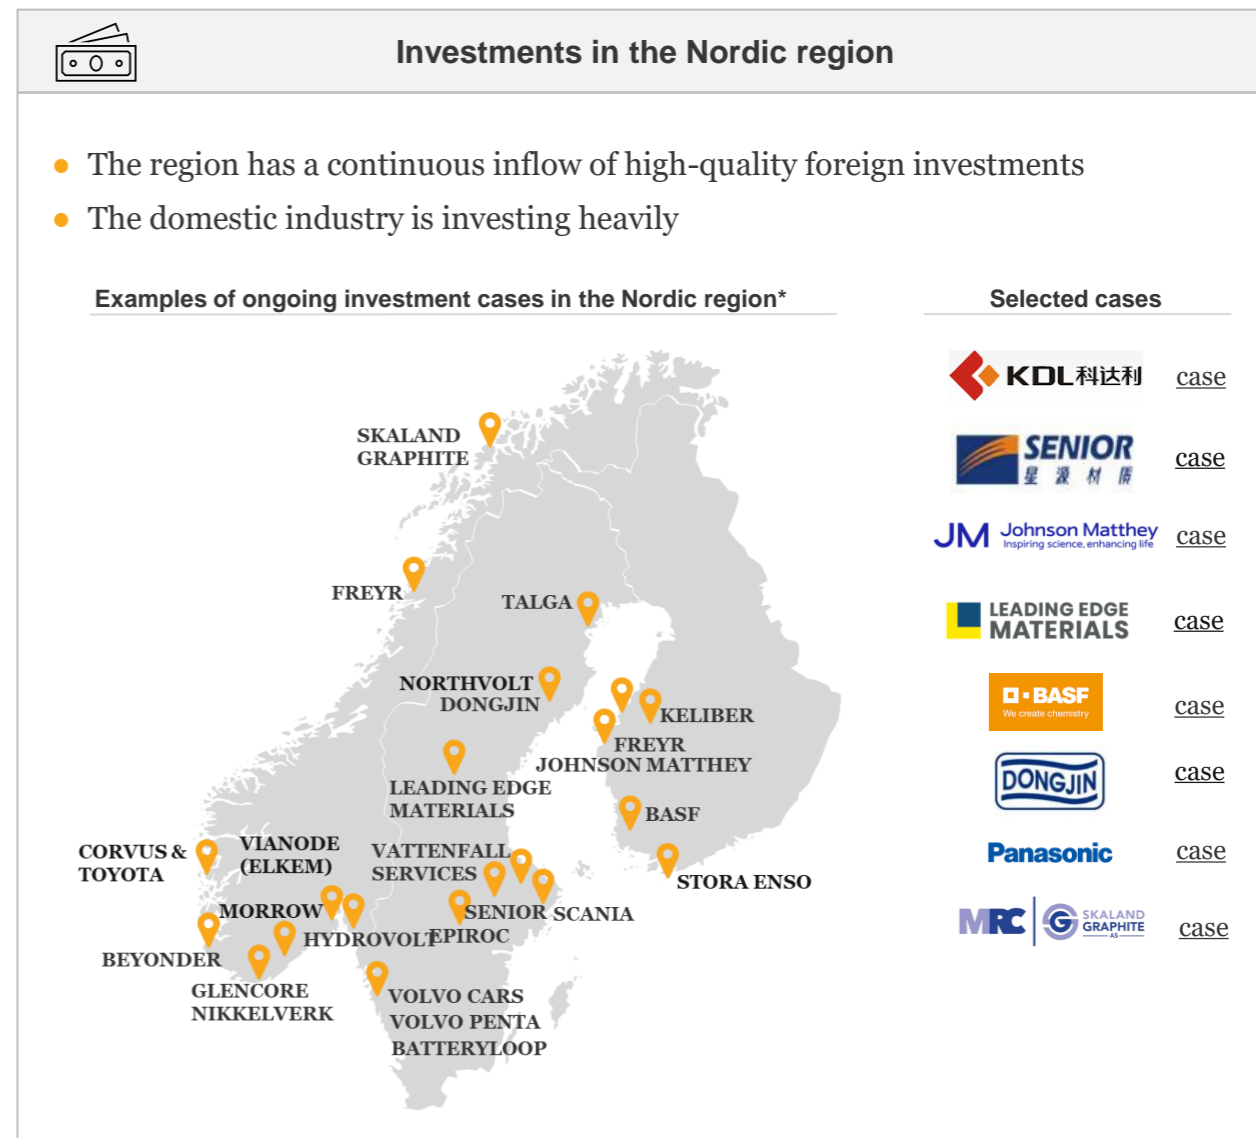 Investments in the Nordic region
The region has a continuous inflow of high-quality foreign investments
The domestic industry is investing heavily
Examples of ongoing investment cases in the Nordic region*
SKALAND
GRAPHITE
FREYR
TALGA
NORTHVOLT
DONGJIN
KELIBER
FREYR
JOHNSON MATTHEY
LEADING EDGE
MATERIALS
BASF
CORVUS &
TOYOTA
VIANODE
(ELKEM)
VATTENFALL
SERVICES
STORA ENSO
MORROW
SENIOR
SCANIA
HYDROVOLT
EPIROC
BEYONDER
GLENCORE
NIKKELVERK
VOLVO CARS
VOLVO PENTA
BATTERYLOOP
Selected cases
KDL科达利 case
SENIOR
星源材质
case
JM Johnson Matthey
Inspiring science, enhancing life
case
LEADING EDGE
MATERIALS
case
BASF
We create chemistry
case
DONGJIN case
Panasonic case
MRC G SKALAND
GRAPHITE
AS
case